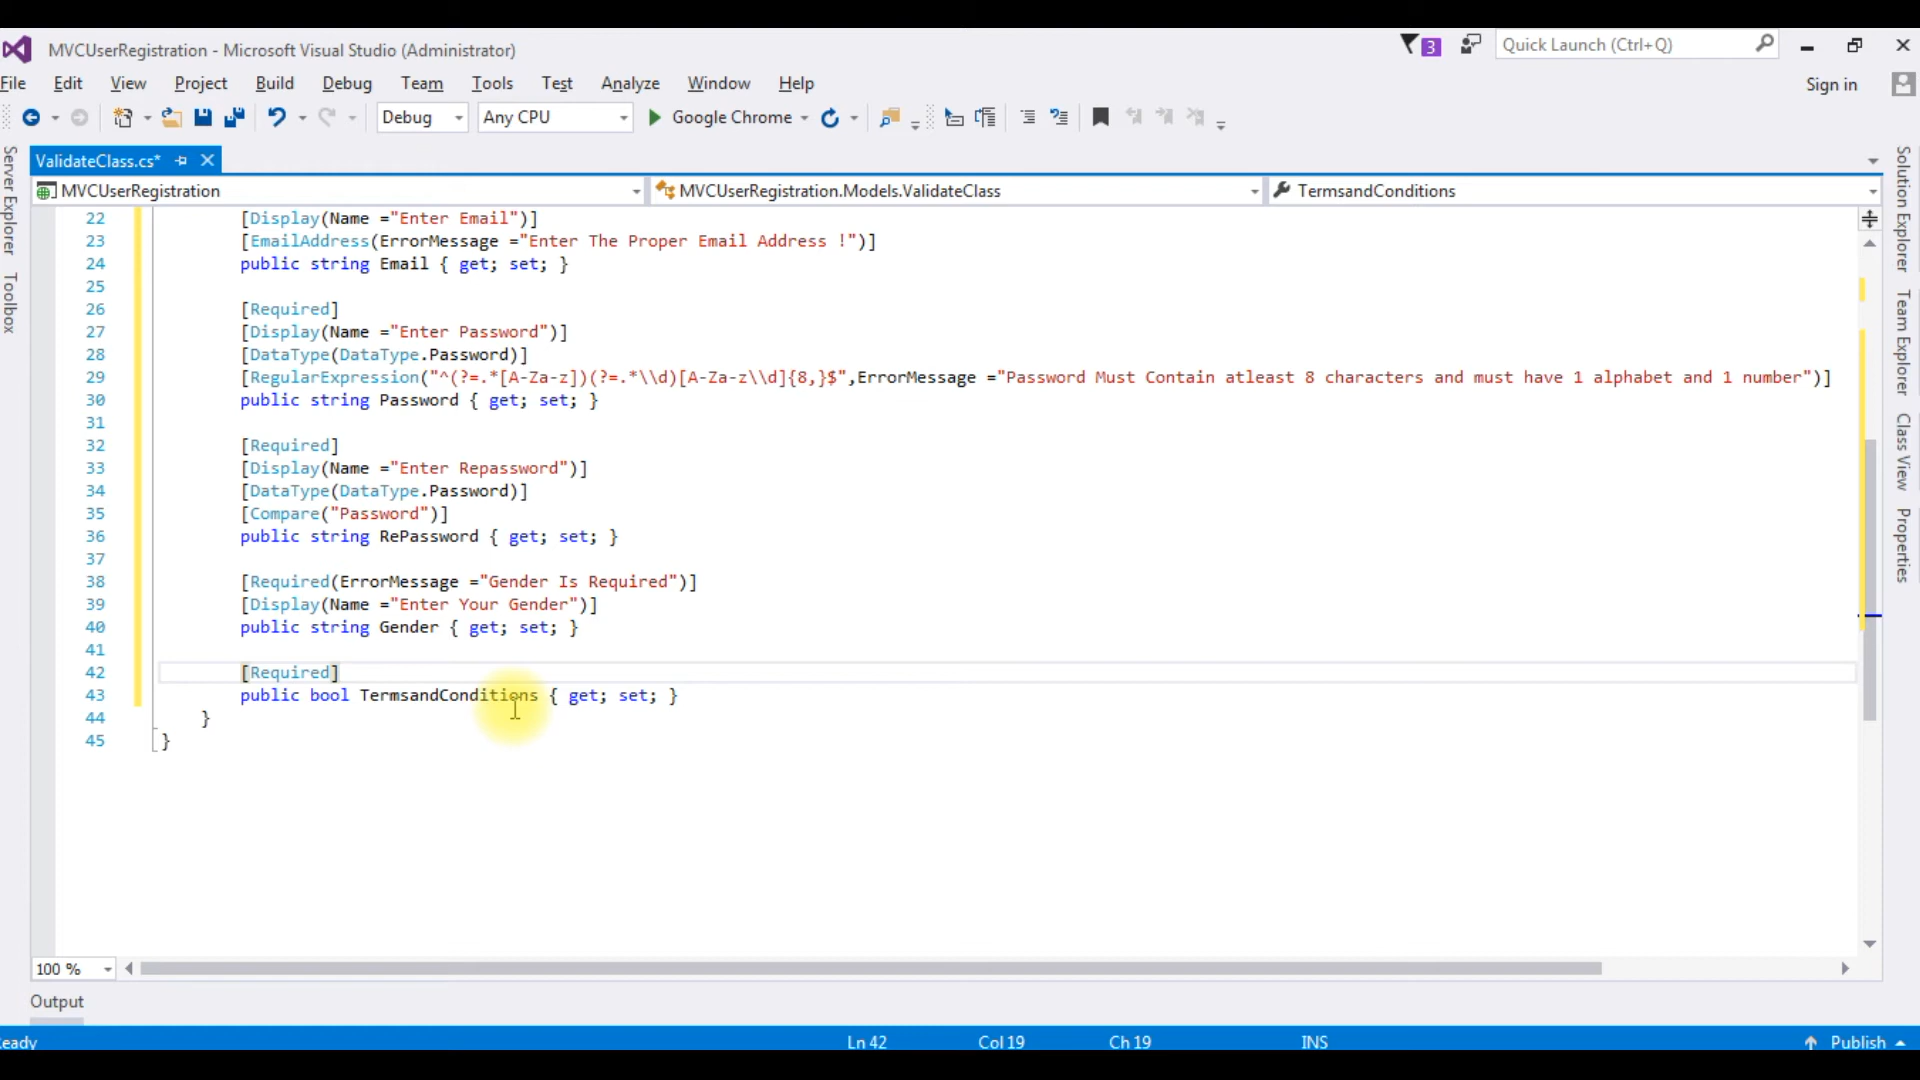 MVCUserRegistration - Microsoft Visual Studio (Administrator)
3
Quick Launch (Ctrl+Q)
File Edit View Project Build Debug Team Tools Test Analyze Window Help
Sign in
Debug
Any CPU
Google Chrome
ValidateClass.cs*
MVCUserRegistration
MVCUserRegistration.Models.ValidateClass
TermsandConditions
22 [Display(Name ="Enter Email")]
23 [EmailAddress(ErrorMessage ="Enter The Proper Email Address !")]
24 public string Email { get; set; }
25
26 [Required]
27 [Display(Name ="Enter Password")]
28 [DataType(DataType.Password)]
29 [RegularExpression("^(?=.*[A-Za-z])(?=.*\\d)[A-Za-z\\d]{8,}$",ErrorMessage ="Password Must Contain atleast 8 characters and must have 1 alphabet and 1 number")]
30 public string Password { get; set; }
31
32 [Required]
33 [Display(Name ="Enter Repassword")]
34 [DataType(DataType.Password)]
35 [Compare("Password")]
36 public string RePassword { get; set; }
37
38 [Required(ErrorMessage ="Gender Is Required")]
39 [Display(Name ="Enter Your Gender")]
40 public string Gender { get; set; }
41
42 [Required]
43 public bool TermsandConditions { get; set; }
44 }
45 }
Server Explorer
Toolbox
Solution Explorer
Team Explorer
Class View
Properties
100 %
Output
eady
Ln 42
Col 19
Ch 19
INS
Publish